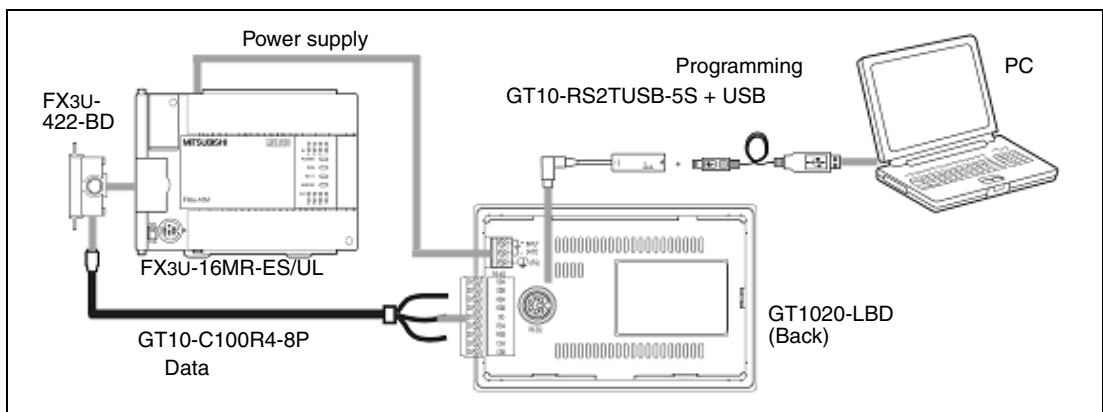 Power supply
Programming
PC
GT10-RS2TUSB-5S + USB
FX3U-
422-BD
MITSUBISHI
+
FX3U-16MR-ES/UL
GT1020-LBD
(Back)
GT10-C100R4-8P
Data